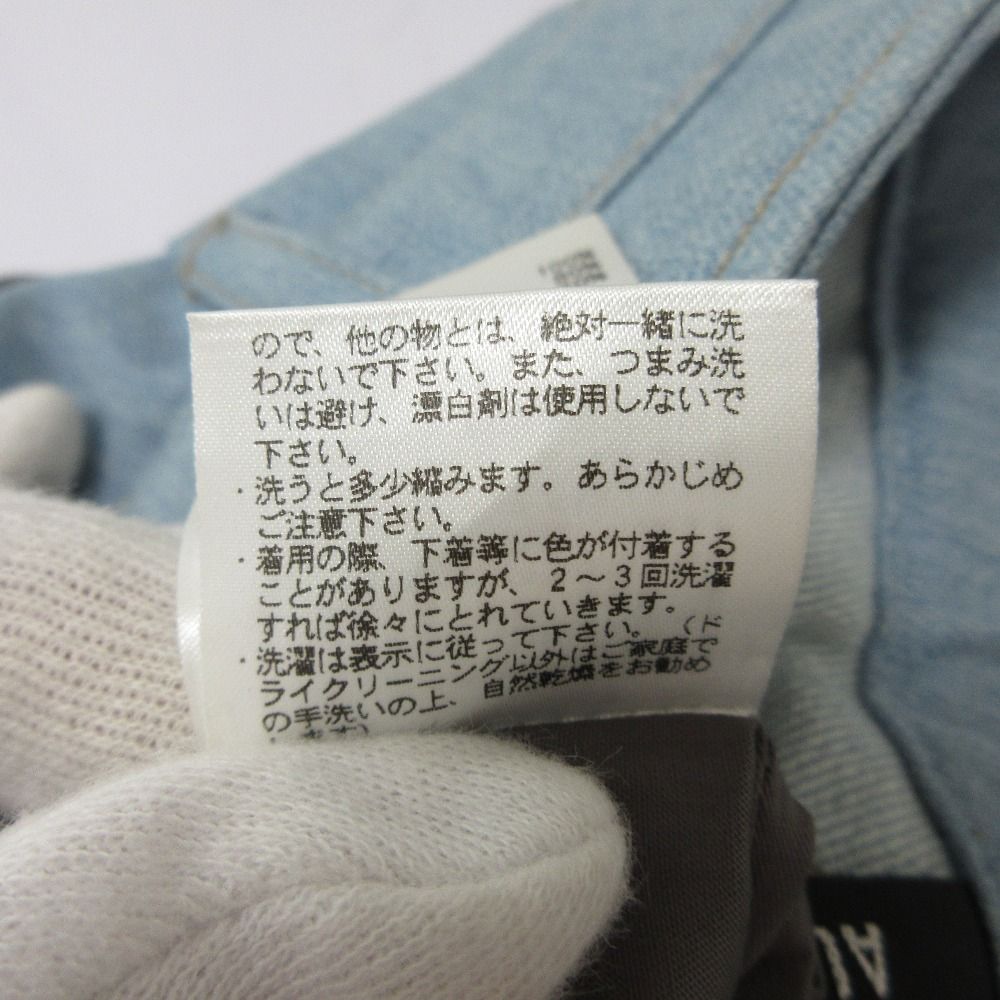 ので、他の物とは、絶対一緒に洗
わないで下さい。また、つまみ洗
いは避け、漂白剤は使用しないで
下さい。
・洗うと多少縮みます。あらかじめ
ご注意下さい。
・着用の際、下着等に色が付着する
ことがありますが、2～3回洗濯
すれば徐々にとれていきます。
・洗濯は表示に従って下さい。(ド
ライクリーニング以外はご家庭で
の手洗いの上、自然乾燥をお勧め